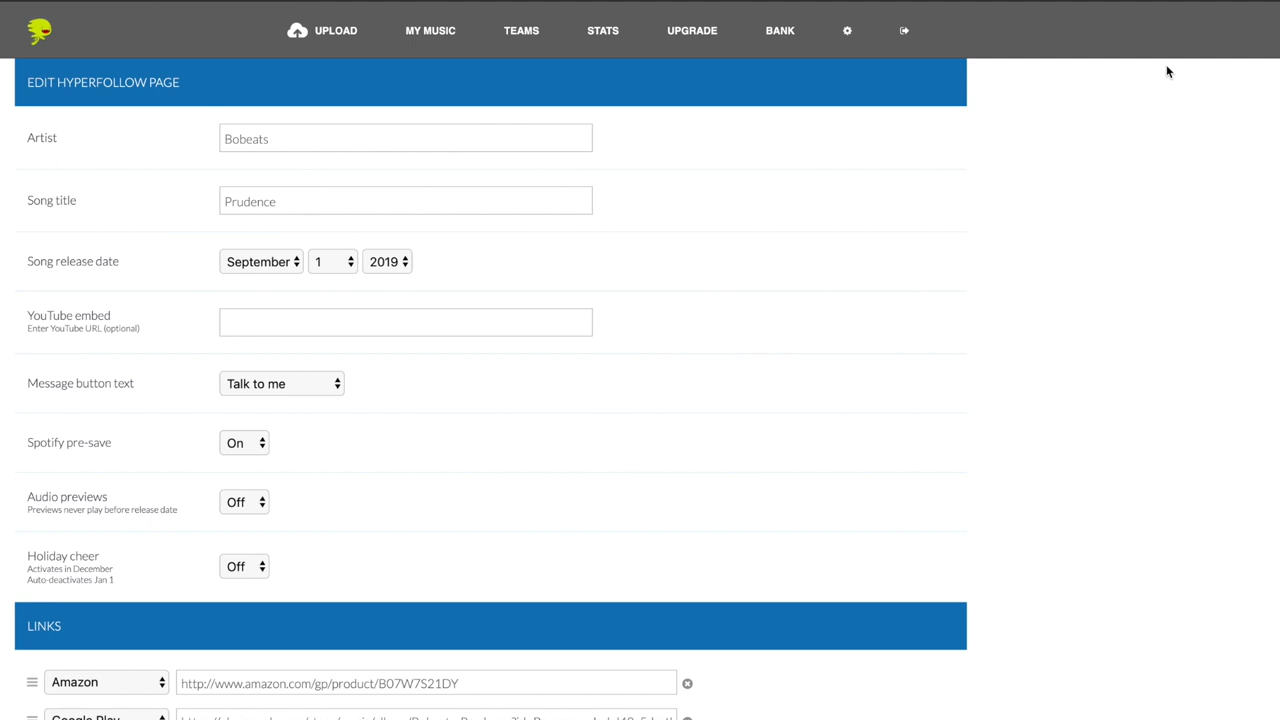 UPLOAD MY MUSIC TEAMS STATS UPGRADE BANK
EDIT HYPERFOLLOW PAGE
Artist Bobeats
Song title Prudence
Song release date September 1 2019
YouTube embed
Enter YouTube URL (optional)
Message button text Talk to me
Spotify pre-save On
Audio previews Off
Previews never play before release date
Holiday cheer Off
Activates in December
Auto-deactivates Jan 1
LINKS
Amazon http://www.amazon.com/gp/product/B07W7S21DY
Google Play